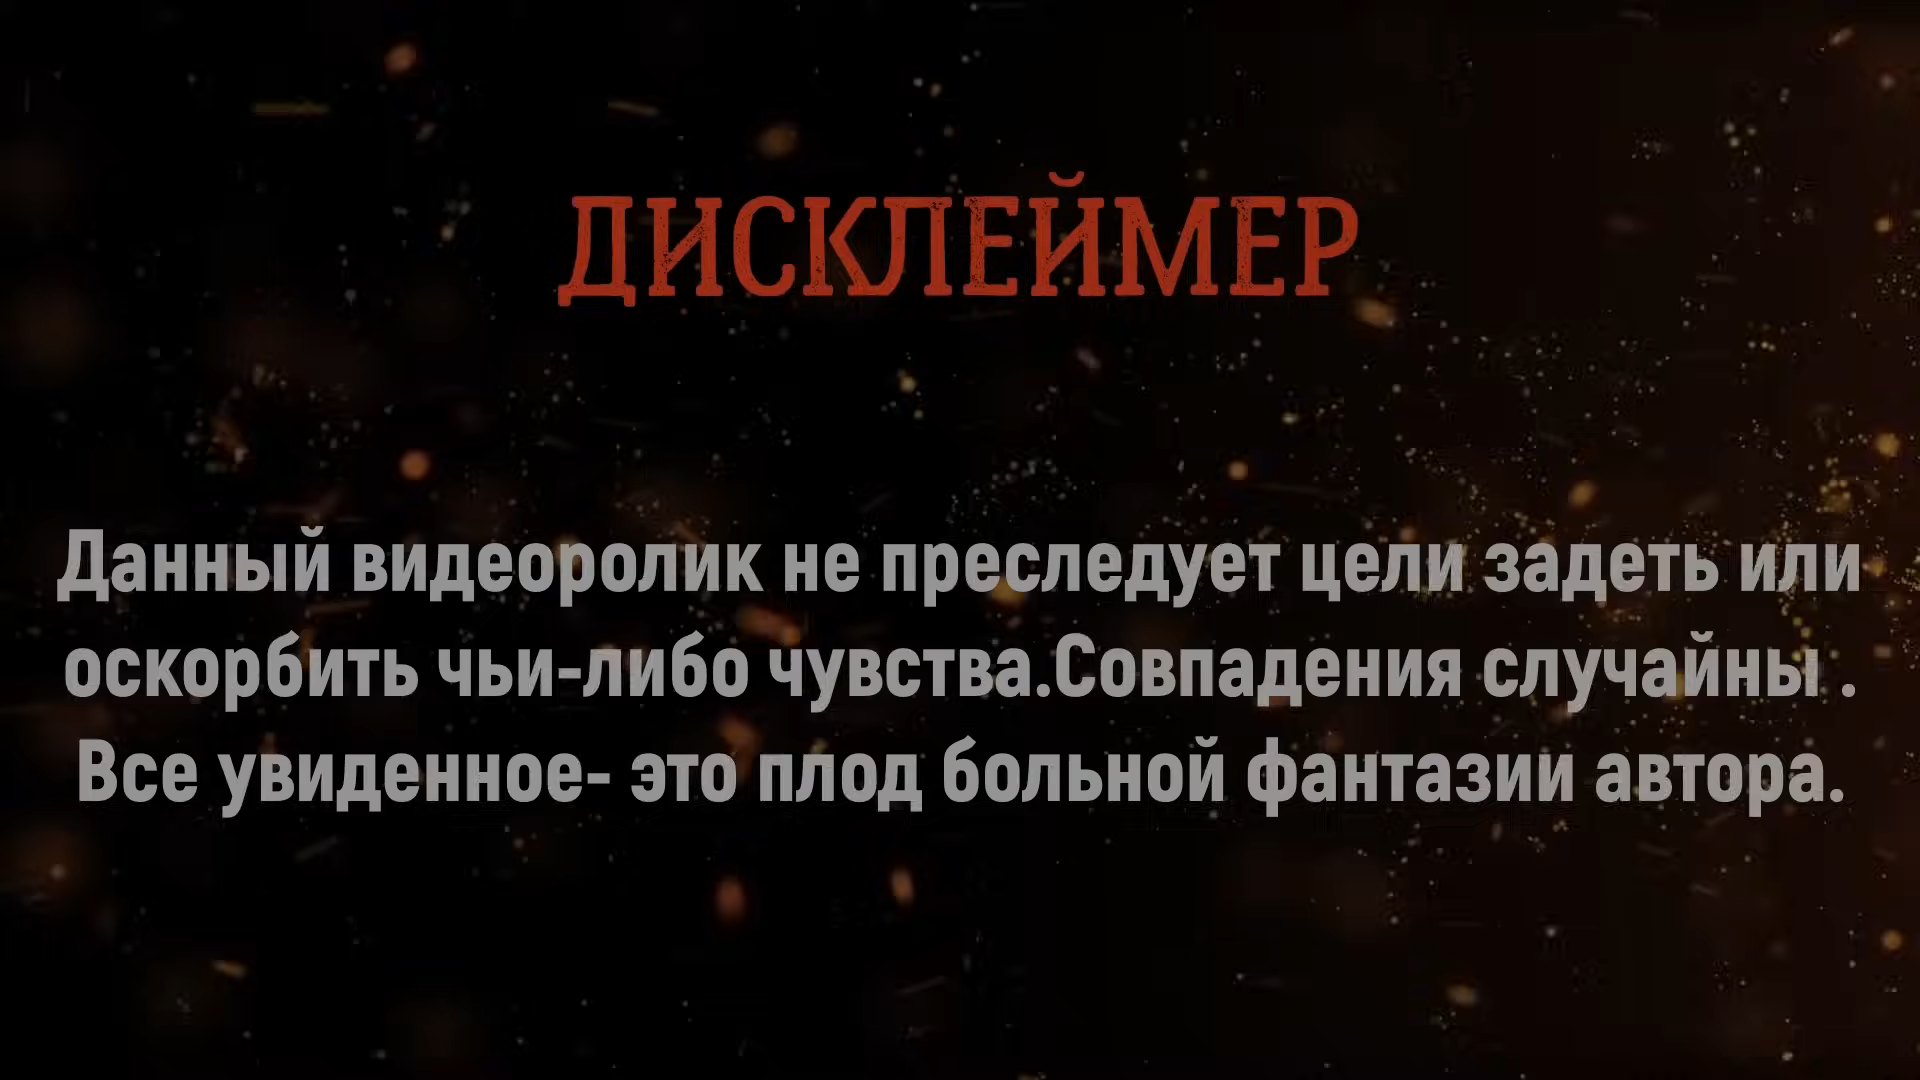 ДИСКЛЕЙМЕР
Данный видеоролик не преследует цели задеть или
оскорбить чьи-либо чувства.Совпадения случайны .
Все увиденное- это плод больной фантазии автора.